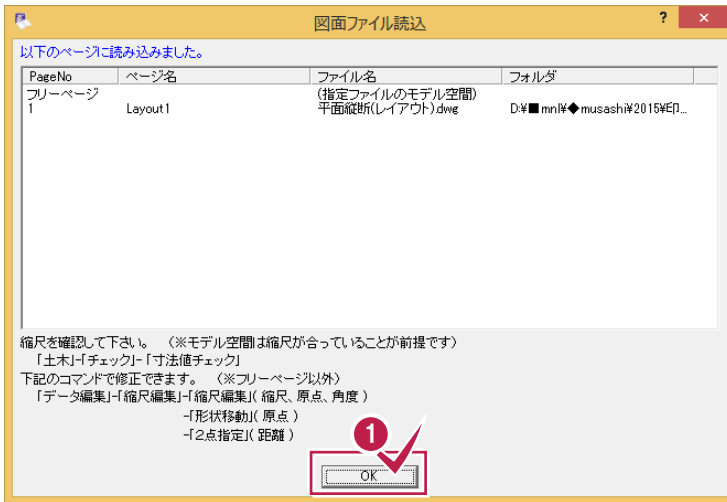 図面ファイル読込
? ×
以下のページに読み込みました。
PageNo ページ名 ファイル名 フォルダ
フリーページ (指定ファイルのモデル空間)
1 Layout1 平面縦断(レイアウト).dwg D:¥■mnl¥◆musashi¥2015¥印...
縮尺を確認して下さい。 (※モデル空間は縮尺が合っていることが前提です)
「土木」-「チェック」-「寸法値チェック」
下記のコマンドで修正できます。 (※フリーページ以外)
「データ編集」-「縮尺編集」-「縮尺編集」( 縮尺、原点、角度 )
-「形状移動」( 原点 )
-「2点指定」( 距離 )
1
OK